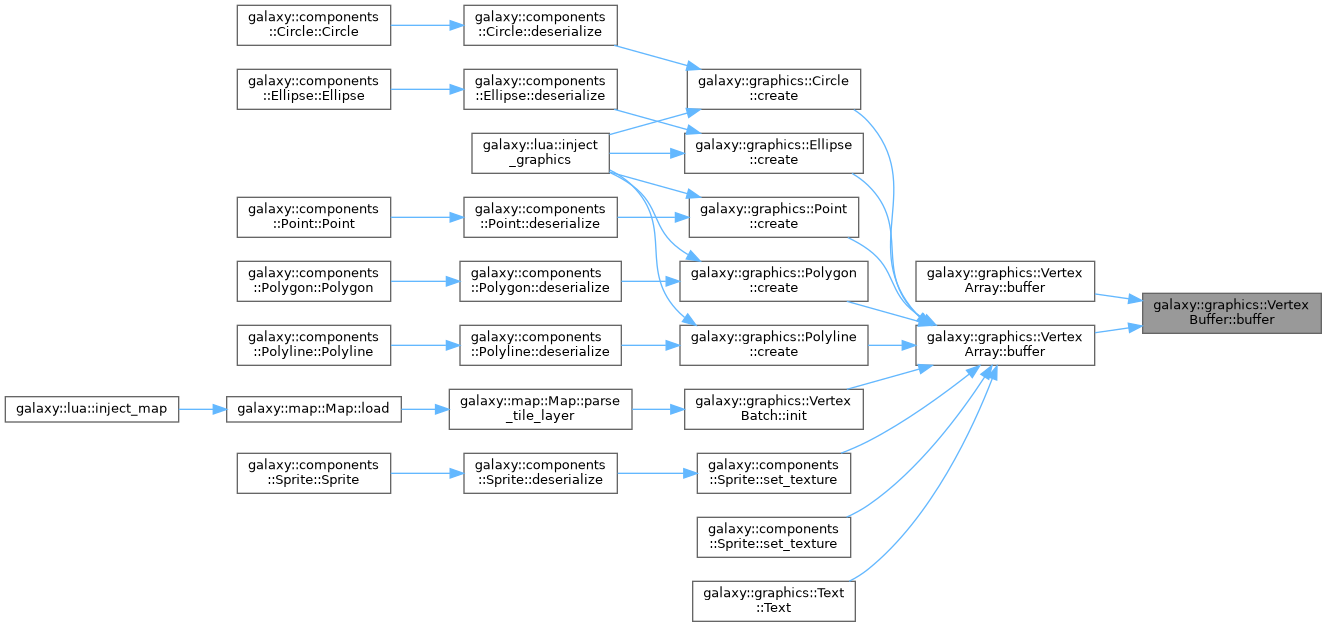 galaxy::components
::Circle::Circle
galaxy::components
::Circle::deserialize
galaxy::graphics::Circle
::create
galaxy::components
::Ellipse::Ellipse
galaxy::components
::Ellipse::deserialize
galaxy::graphics::Ellipse
::create
galaxy::lua::inject
_graphics
galaxy::components
::Point::Point
galaxy::components
::Point::deserialize
galaxy::graphics::Point
::create
galaxy::components
::Polygon::Polygon
galaxy::components
::Polygon::deserialize
galaxy::graphics::Polygon
::create
galaxy::graphics::Vertex
Array::buffer
galaxy::graphics::Vertex
Buffer::buffer
galaxy::components
::Polyline::Polyline
galaxy::components
::Polyline::deserialize
galaxy::graphics::Polyline
::create
galaxy::graphics::Vertex
Array::buffer
galaxy::lua::inject_map
galaxy::map::Map::load
galaxy::map::Map::parse
_tile_layer
galaxy::graphics::Vertex
Batch::init
galaxy::components
::Sprite::Sprite
galaxy::components
::Sprite::deserialize
galaxy::components
::Sprite::set_texture
galaxy::components
::Sprite::set_texture
galaxy::graphics::Text
::Text